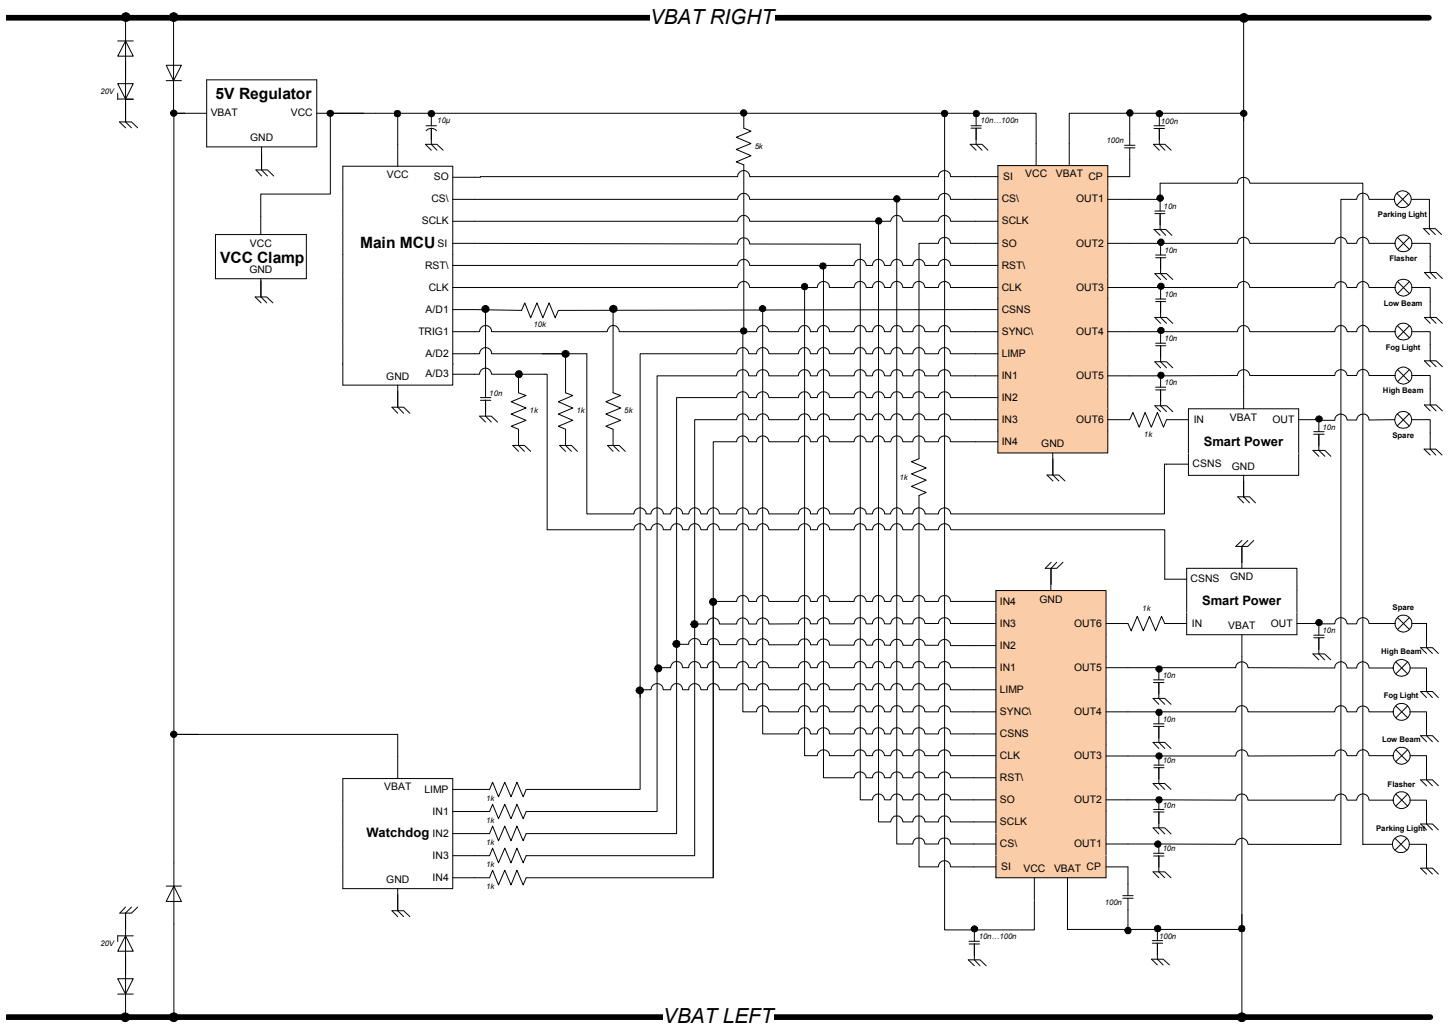 VBAT RIGHT
20V
5V Regulator
VBAT
VCC
GND
10µ
5k
10n...100n
100n
100n
VCC
GND
VCC Clamp
Main MCU
VCC
GND
SO
CS\
SCLK
SI
RST\
CLK
A/D1
TRIG1
A/D2
A/D3
10k
10n
1k
1k
5k
VCC
VBAT
CP
SI
CS\
SCLK
SO
RST\
CLK
CSNS
SYNC\
LIMP
IN1
IN2
IN3
IN4
GND
OUT1
OUT2
OUT3
OUT4
OUT5
OUT6
10n
10n
10n
10n
10n
1k
1k
IN
VBAT
OUT
Smart Power
CSNS
GND
10n
Parking Light
Flasher
Low Beam
Fog Light
High Beam
Spare
CSNS
GND
Smart Power
IN
VBAT
OUT
10n
1k
GND
IN4
IN3
IN2
IN1
LIMP
SYNC\
CSNS
CLK
RST\
SO
SCLK
CS\
SI
VCC
VBAT
CP
OUT6
OUT5
OUT4
OUT3
OUT2
OUT1
10n
10n
10n
10n
10n
Spare
High Beam
Fog Light
Low Beam
Flasher
Parking Light
VBAT
Watchdog
GND
LIMP
IN1
IN2
IN3
IN4
1k
1k
1k
1k
1k
100n
10n...100n
100n
20V
VBAT LEFT